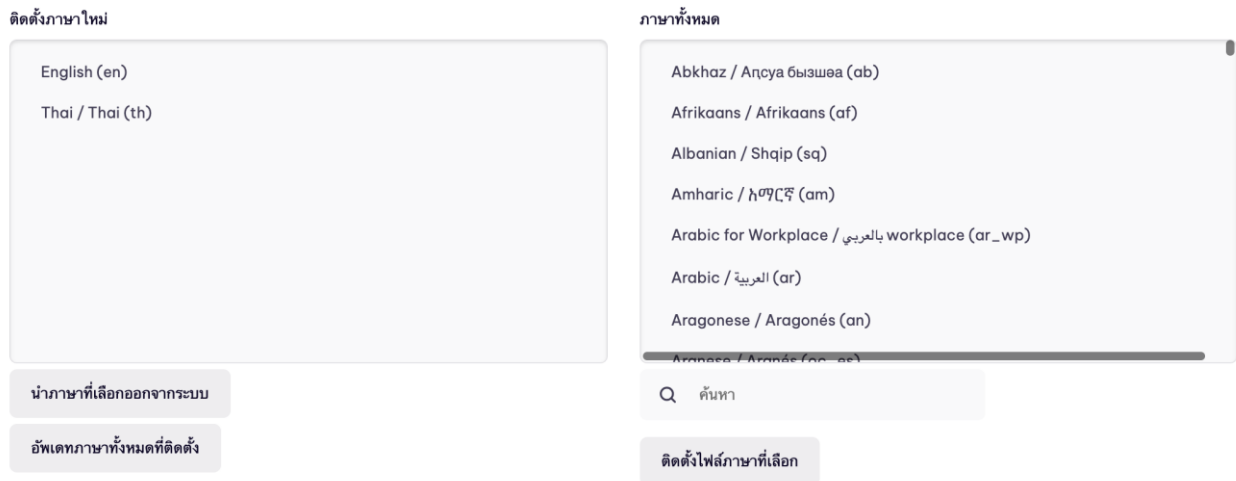 ติดตั้งภาษาใหม่
English (en)
Thai / Thai (th)
นำภาษาที่เลือกออกจากระบบ
อัพเดทภาษาทั้งหมดที่ติดตั้ง
ภาษาทั้งหมด
Abkhaz / Аԥсуа бызшәа (ab)
Afrikaans / Afrikaans (af)
Albanian / Shqip (sq)
Amharic / አማርኛ (am)
Arabic for Workplace / بالعربي workplace (ar_wp)
Arabic / العربية (ar)
Aragonese / Aragonés (an)
Aranese / Aranés (oc_es)
ค้นหา
ติดตั้งไฟล์ภาษาที่เลือก